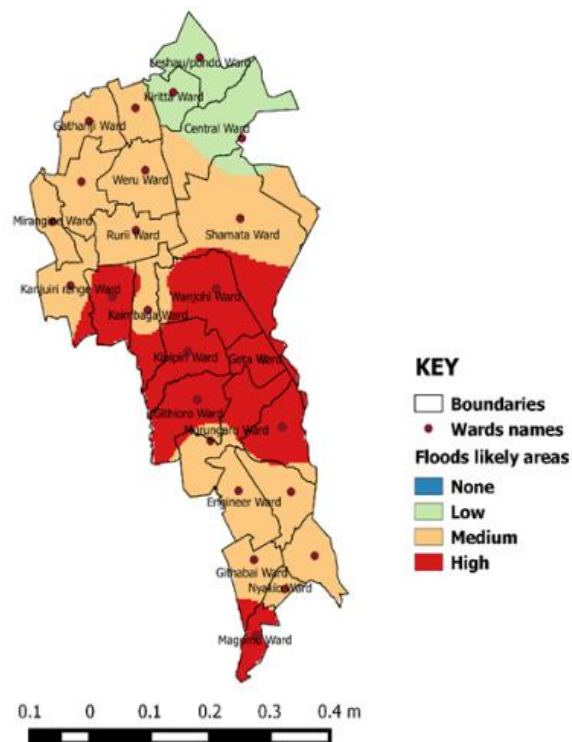 Leshau/pondo Ward
Kiritta Ward
Gathanji Ward
Central Ward
Weru Ward
Mirangine Ward
Rurii Ward
Shamata Ward
Kanjuiri range Ward
Wanjohi Ward
Kaimbaga Ward
Kipipiri Ward
Geta Ward
Githioro Ward
Murungaru Ward
Engineer Ward
Githabai Ward
Nyakio Ward
Magumu Ward
KEY
Boundaries
Wards names
Floods likely areas
None
Low
Medium
High
0.1 0 0.1 0.2 0.3 0.4 m